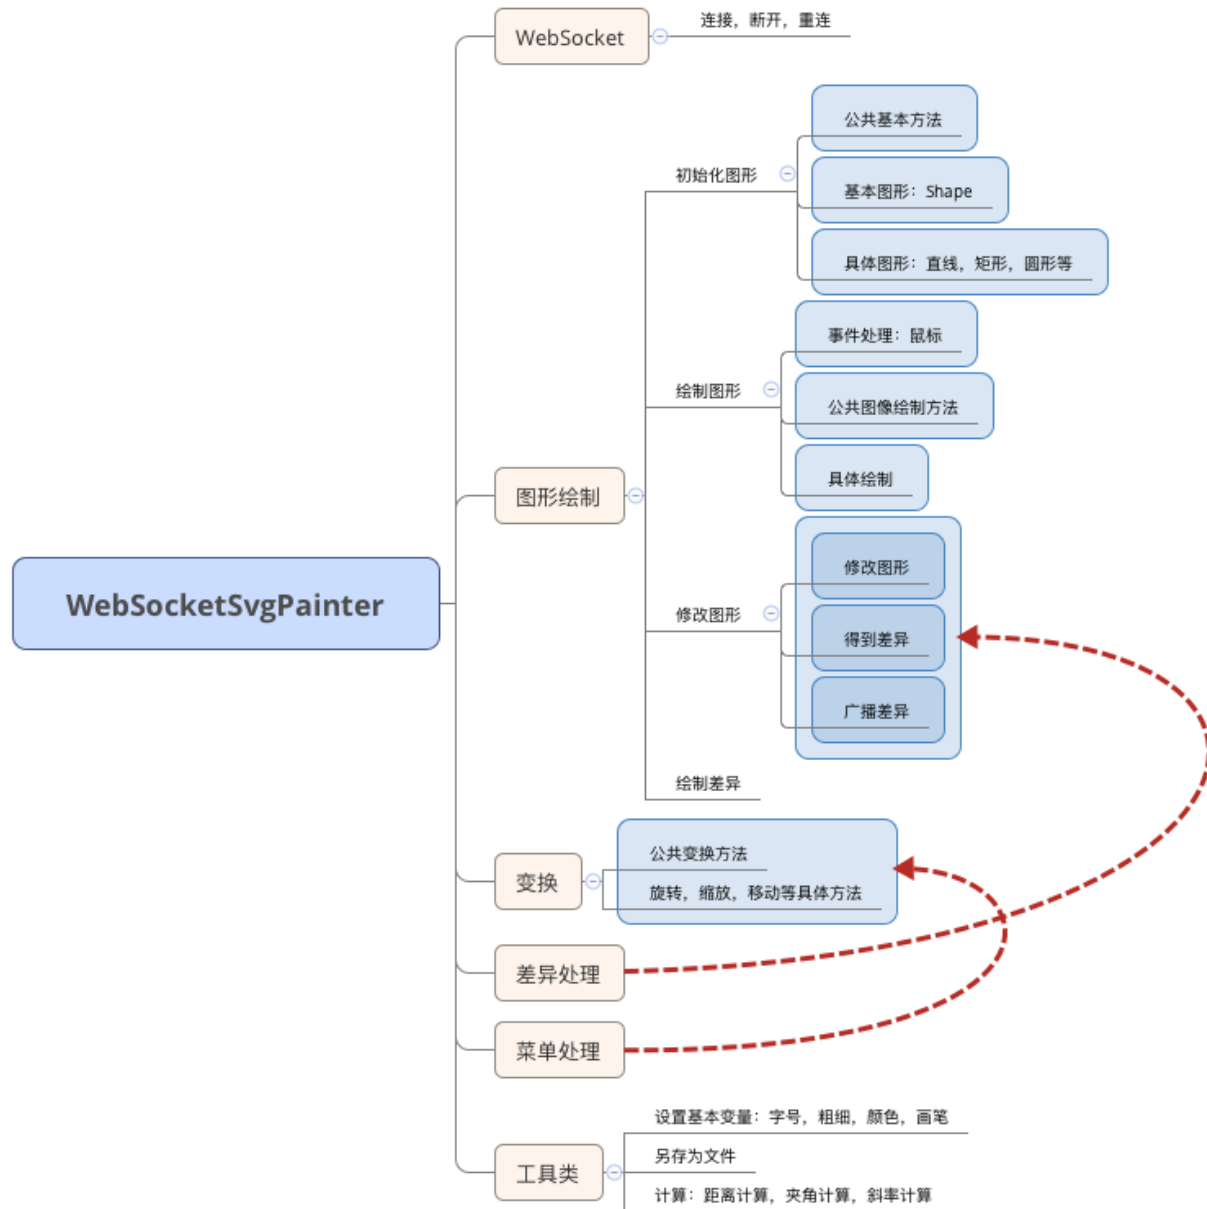 WebSocket
连接，断开，重连
公共基本方法
初始化图形
基本图形：Shape
具体图形：直线，矩形，圆形等
事件处理：鼠标
绘制图形
公共图像绘制方法
具体绘制
图形绘制
修改图形
修改图形
得到差异
广播差异
绘制差异
WebSocketSvgPainter
变换
公共变换方法
旋转，缩放，移动等具体方法
差异处理
菜单处理
工具类
设置基本变量：字号，粗细，颜色，画笔
另存为文件
计算：距离计算，夹角计算，斜率计算